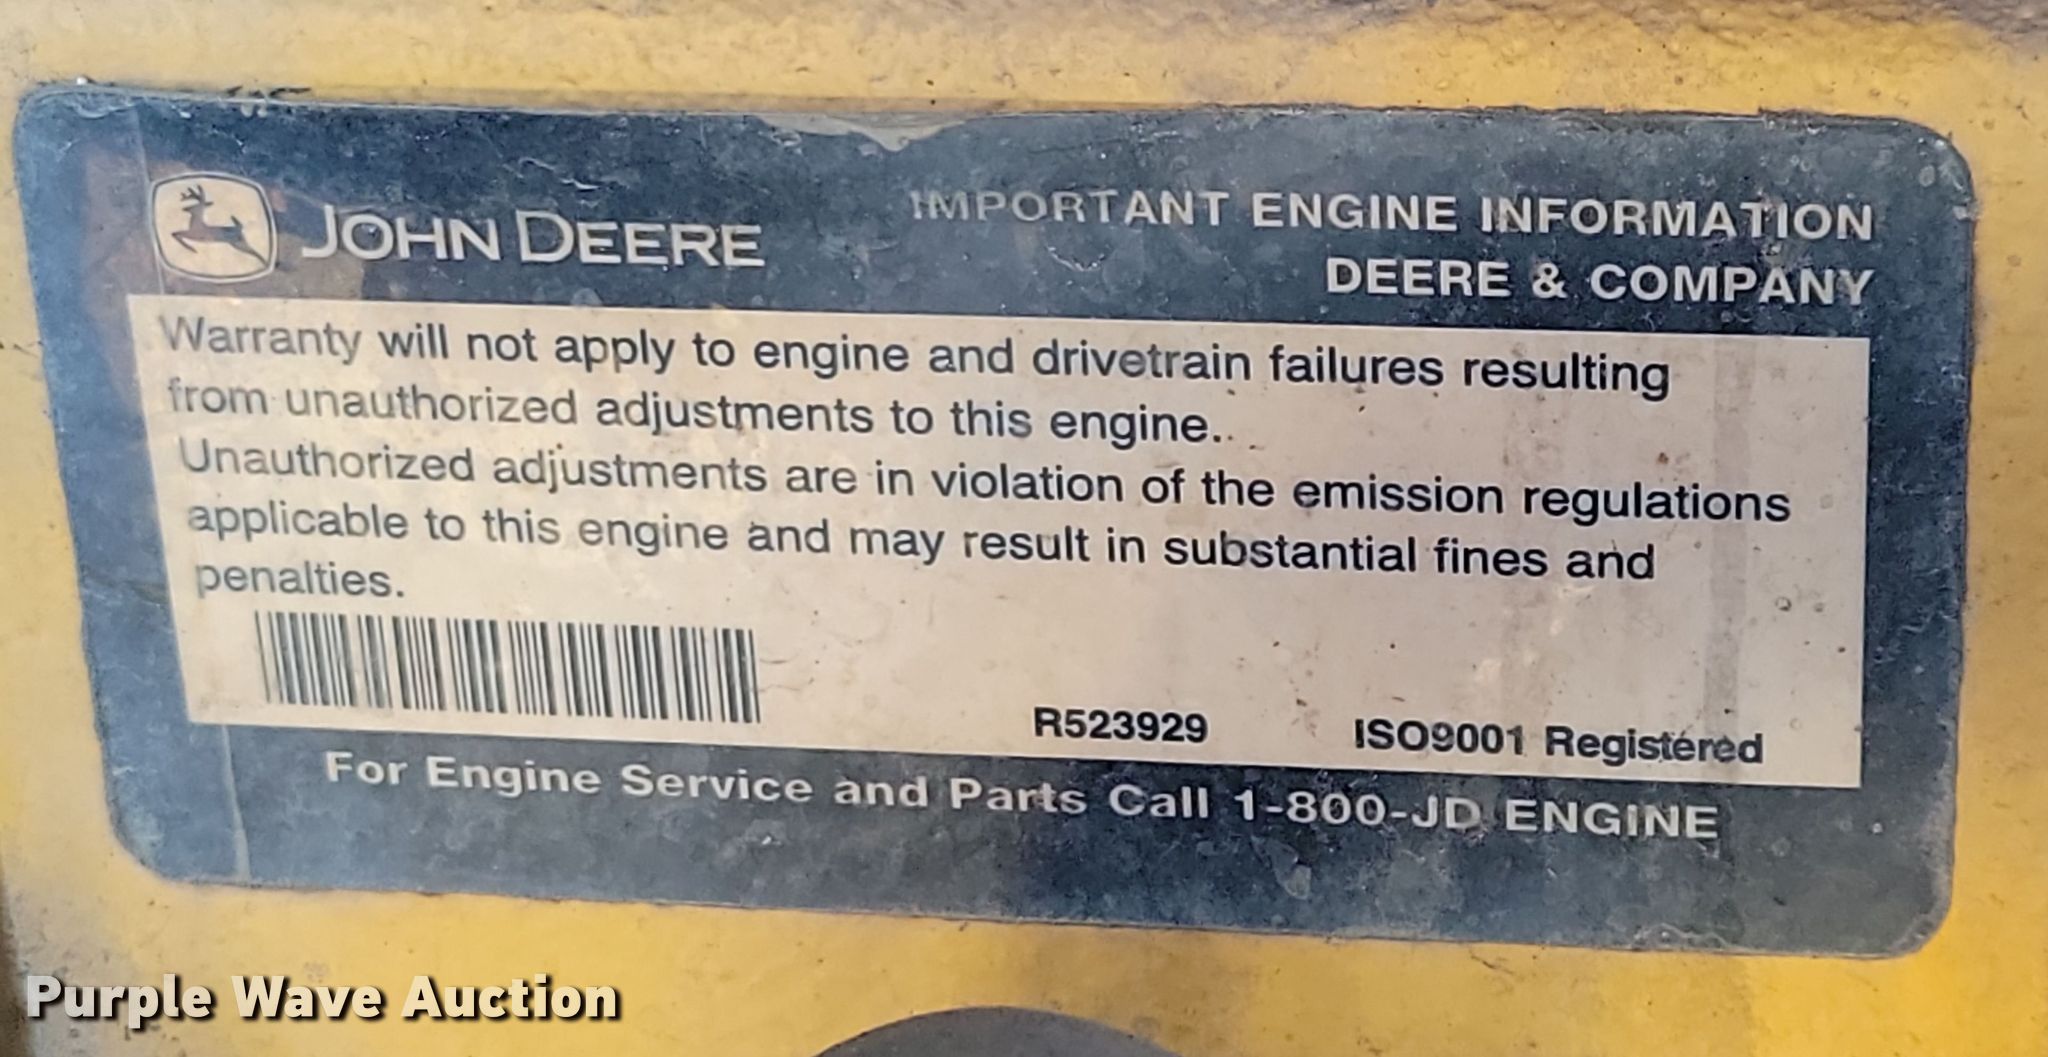 JOHN DEERE
IMPORTANT ENGINE INFORMATION
DEERE & COMPANY
Warranty will not apply to engine and drivetrain failures resulting
from unauthorized adjustments to this engine.
Unauthorized adjustments are in violation of the emission regulations
applicable to this engine and may result in substantial fines and
penalties.
R523929 ISO9001 Registered
For Engine Service and Parts Call 1-800-JD ENGINE
Purple Wave Auction